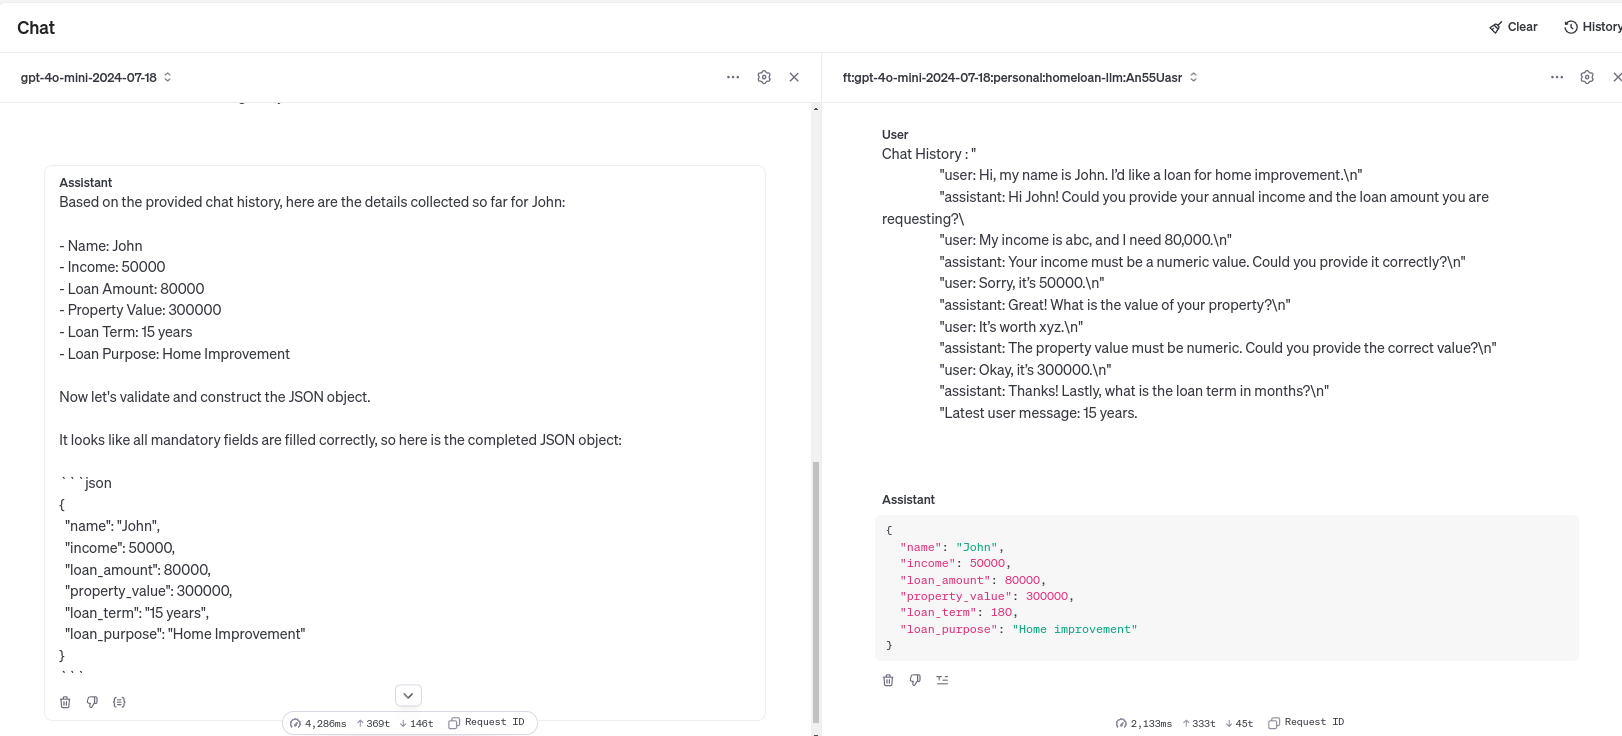 Chat
Clear
History
gpt-4o-mini-2024-07-18
Assistant
Based on the provided chat history, here are the details collected so far for John:
- Name: John
- Income: 50000
- Loan Amount: 80000
- Property Value: 300000
- Loan Term: 15 years
- Loan Purpose: Home Improvement
Now let's validate and construct the JSON object.
It looks like all mandatory fields are filled correctly, so here is the completed JSON object:
```json
{
"name": "John",
"income": 50000,
"loan_amount": 80000,
"property_value": 300000,
"loan_term": "15 years",
"loan_purpose": "Home Improvement"
}
```
4,286ms ↑369t ↓146t Request ID
ft:gpt-4o-mini-2024-07-18:personal:homeloan-llm:An55Uasr
User
Chat History : "
"user: Hi, my name is John. I’d like a loan for home improvement.\n"
"assistant: Hi John! Could you provide your annual income and the loan amount you are
requesting?\
"user: My income is abc, and I need 80,000.\n"
"assistant: Your income must be a numeric value. Could you provide it correctly?\n"
"user: Sorry, it’s 50000.\n"
"assistant: Great! What is the value of your property?\n"
"user: It’s worth xyz.\n"
"assistant: The property value must be numeric. Could you provide the correct value?\n"
"user: Okay, it’s 300000.\n"
"assistant: Thanks! Lastly, what is the loan term in months?\n"
"Latest user message: 15 years.
Assistant
{
"name": "John",
"income": 50000,
"loan_amount": 80000,
"property_value": 300000,
"loan_term": 180,
"loan_purpose": "Home improvement"
}
2,133ms ↑333t ↓45t Request ID